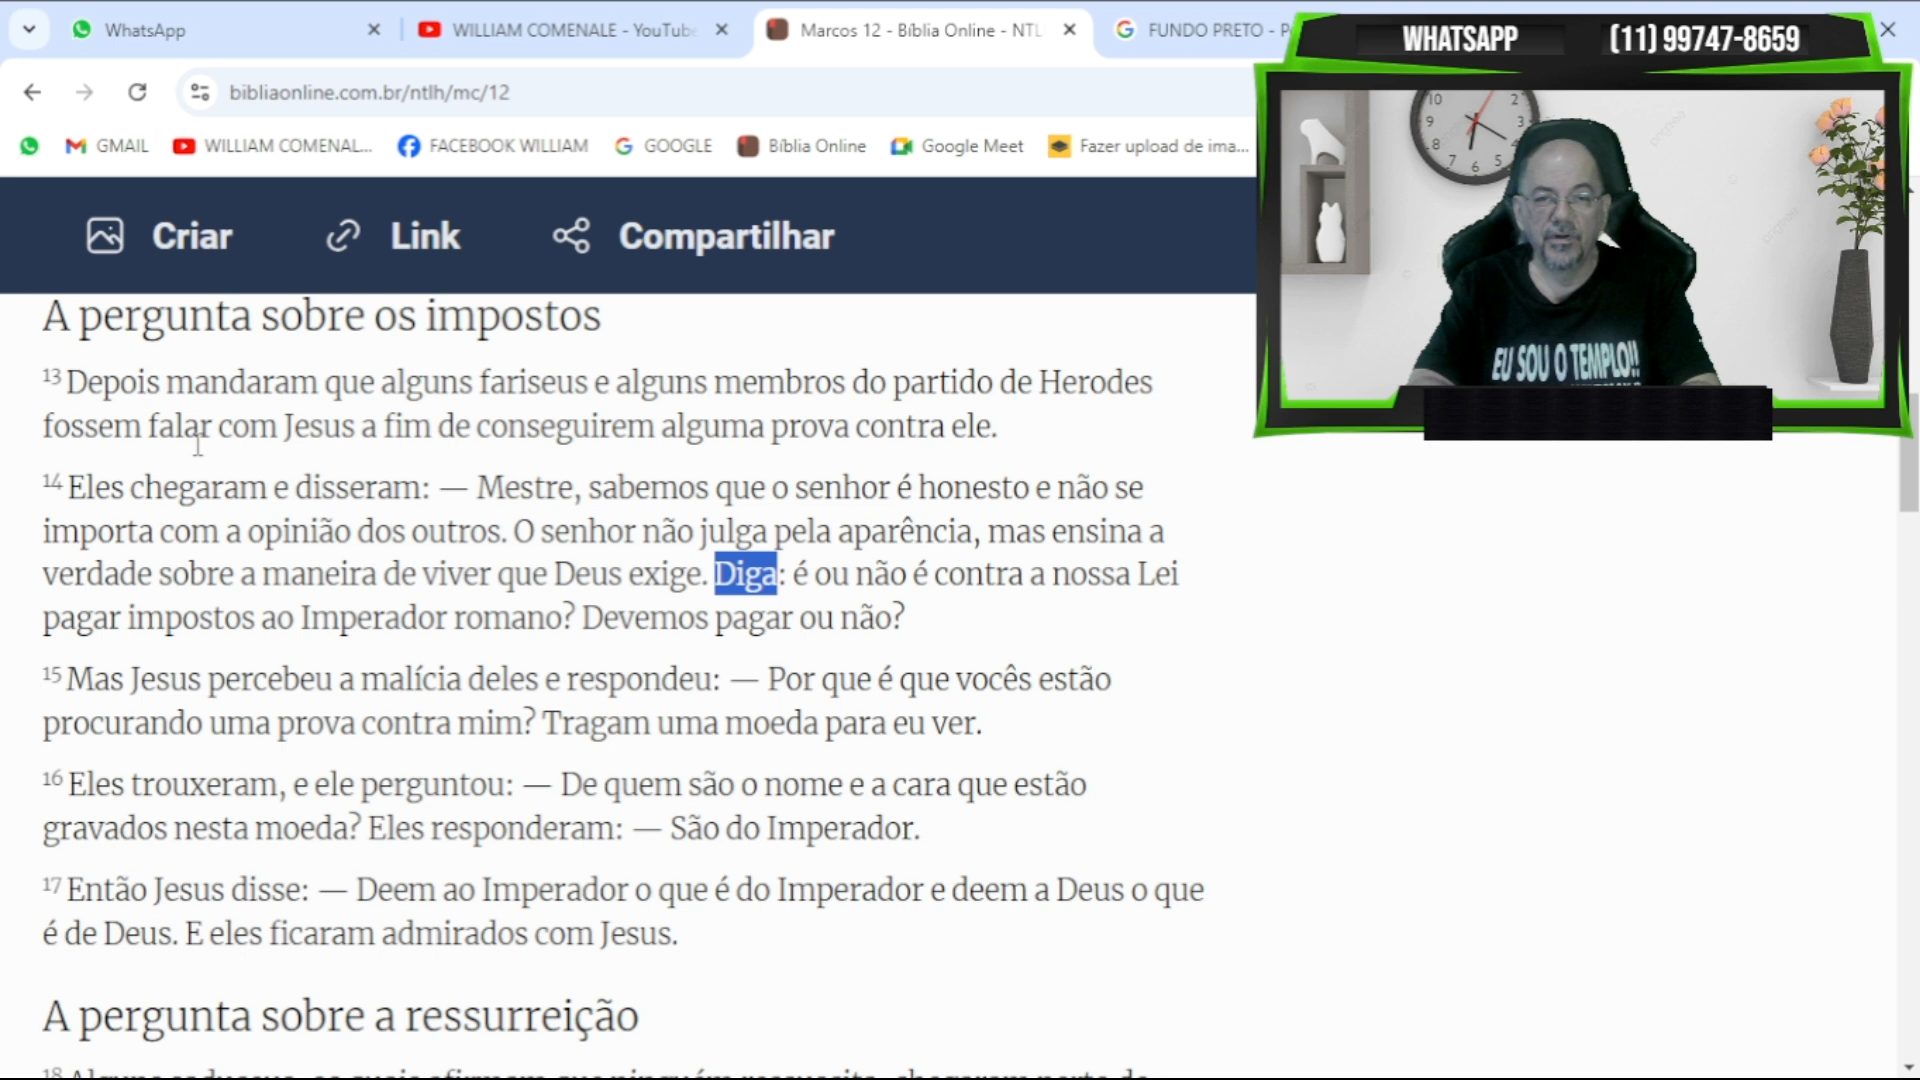 WhatsApp
WILLIAM COMENALE - YouTub
Marcos 12 - Bíblia Online - NTL
FUNDO PRETO - P
WHATSAPP (11) 99747-8659
bibliaonline.com.br/ntlh/mc/12
GMAIL
WILLIAM COMENAL...
FACEBOOK WILLIAM
GOOGLE
Bíblia Online
Google Meet
Fazer upload de ima...
Criar
Link
Compartilhar
EU SOU O TEMPLO!!
A pergunta sobre os impostos
13 Depois mandaram que alguns fariseus e alguns membros do partido de Herodes
fossem falar com Jesus a fim de conseguirem alguma prova contra ele.
14 Eles chegaram e disseram: — Mestre, sabemos que o senhor é honesto e não se
importa com a opinião dos outros. O senhor não julga pela aparência, mas ensina a
verdade sobre a maneira de viver que Deus exige. Diga: é ou não é contra a nossa Lei
pagar impostos ao Imperador romano? Devemos pagar ou não?
15 Mas Jesus percebeu a malícia deles e respondeu: — Por que é que vocês estão
procurando uma prova contra mim? Tragam uma moeda para eu ver.
16 Eles trouxeram, e ele perguntou: — De quem são o nome e a cara que estão
gravados nesta moeda? Eles responderam: — São do Imperador.
17 Então Jesus disse: — Deem ao Imperador o que é do Imperador e deem a Deus o que
é de Deus. E eles ficaram admirados com Jesus.
A pergunta sobre a ressurreição